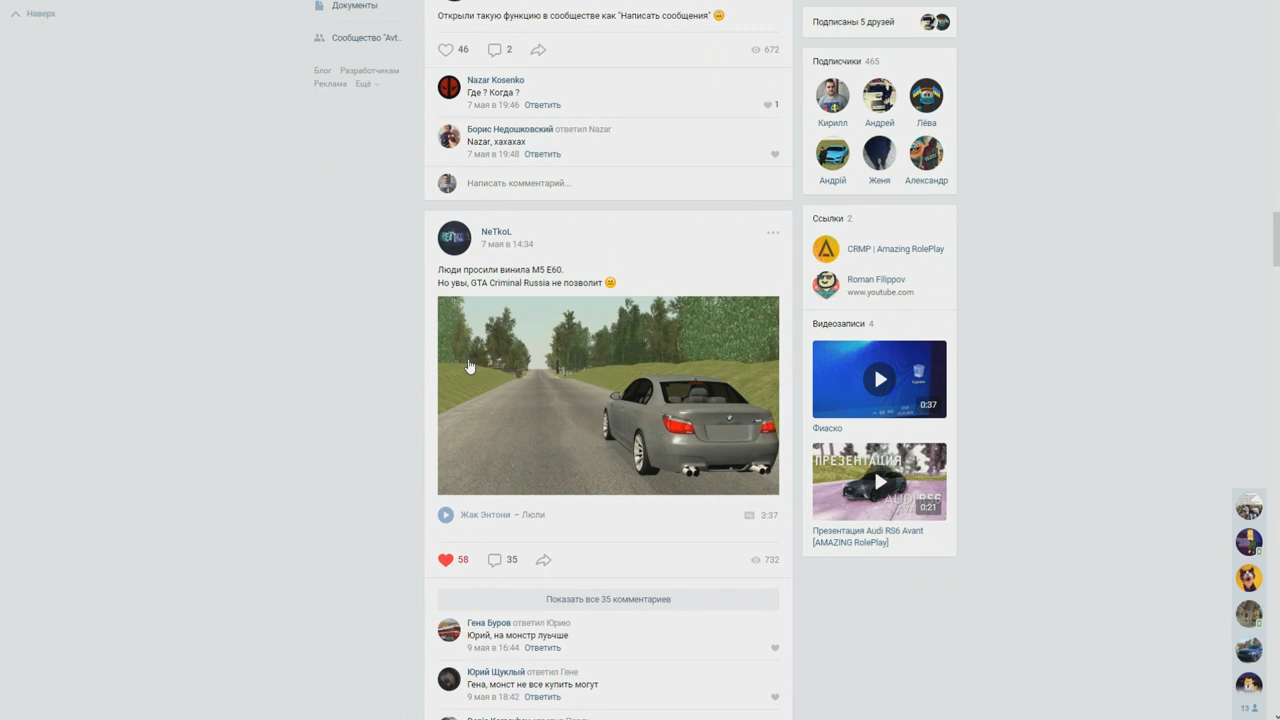 Наверх
Документы
Сообщество "Avt..
Блог Разработчикам
Реклама Ещё
Открыли такую функцию в сообществе как "Написать сообщения"
46 2 672
Nazar Kosenko
Где ? Когда ?
7 мая в 19:46 Ответить 1
Борис Недошковский ответил Nazar
Nazar, хахахах
7 мая в 19:48 Ответить
Написать комментарий...
NeTkoL
7 мая в 14:34
Люди просили винила M5 E60.
Но увы, GTA Criminal Russia не позволит
Жак Энтони – Люли 3:37
58 35 732
Показать все 35 комментариев
Гена Буров ответил Юрию
Юрий, на монстр луьчше
9 мая в 16:44 Ответить
Юрий Щуклый ответил Гене
Гена, монст не все купить могут
9 мая в 18:42 Ответить
Подписаны 5 друзей
Подписчики 465
Кирилл Андрей Лёва
Андрій Женя Александр
Ссылки 2
CRMP | Amazing RolePlay
Roman Filippov
www.youtube.com
Видеозаписи 4
0:37
Фиаско
ПРЕЗЕНТАЦИЯ
AUDI RS6
0:21
Презентация Audi RS6 Avant
[AMAZING RolePlay]
13